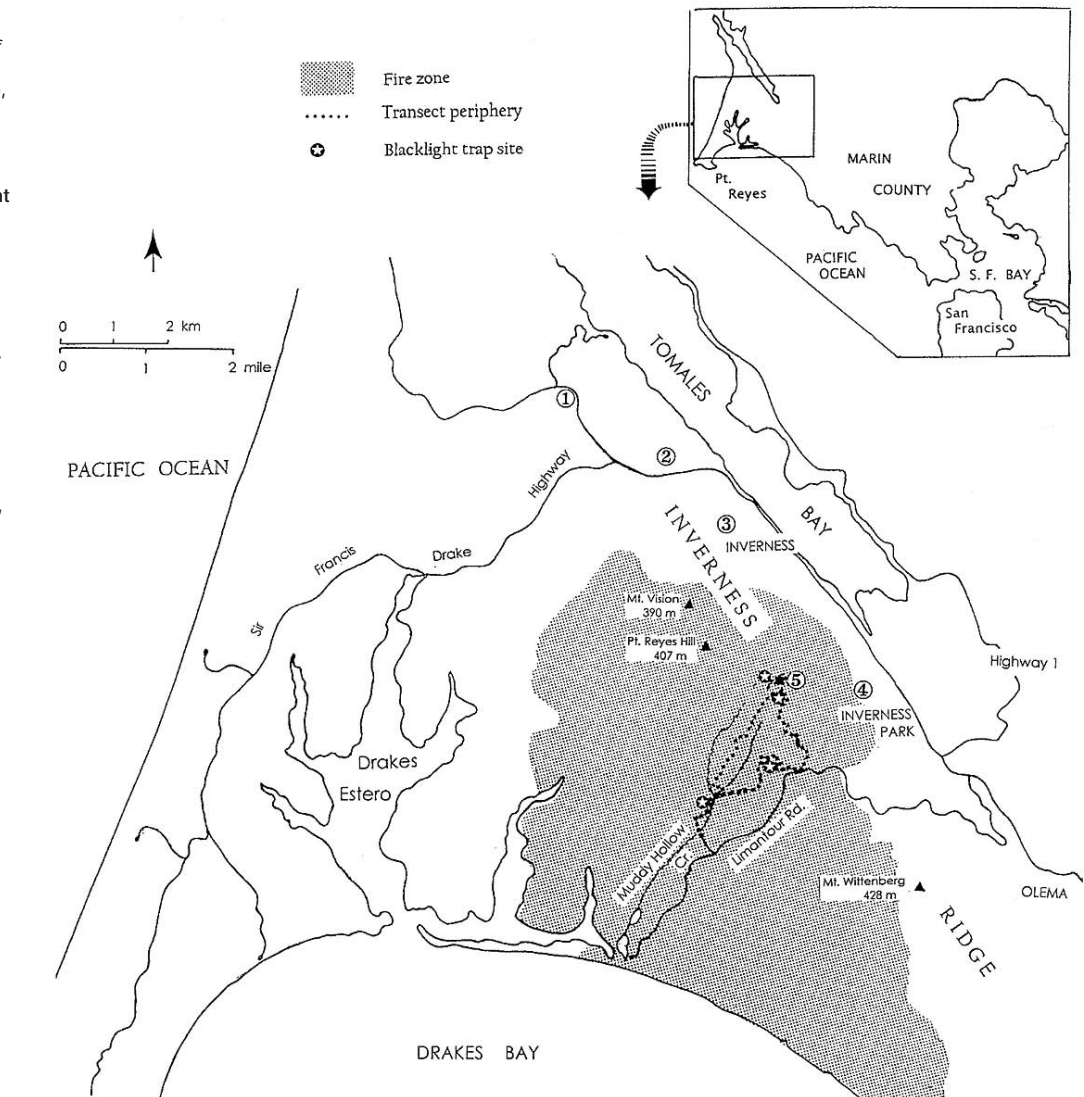 Fire zone
Transect periphery
Blacklight trap site
MARIN
COUNTY
Pt.
Reyes
PACIFIC
OCEAN
S. F. BAY
San
Francisco
0 1 2 km
0 1 2 mile
PACIFIC OCEAN
TOMALES
BAY
1
2
3
INVERNESS
INVERNESS
RIDGE
Sir
Francis
Drake
Highway
Mt. Vision
390 m
Pt. Reyes Hill
407 m
5
4
INVERNESS
PARK
Highway 1
Drakes
Estero
Muddy Hollow
Cr.
Limantour Rd.
Mt. Wittenberg
428 m
OLEMA
DRAKES BAY